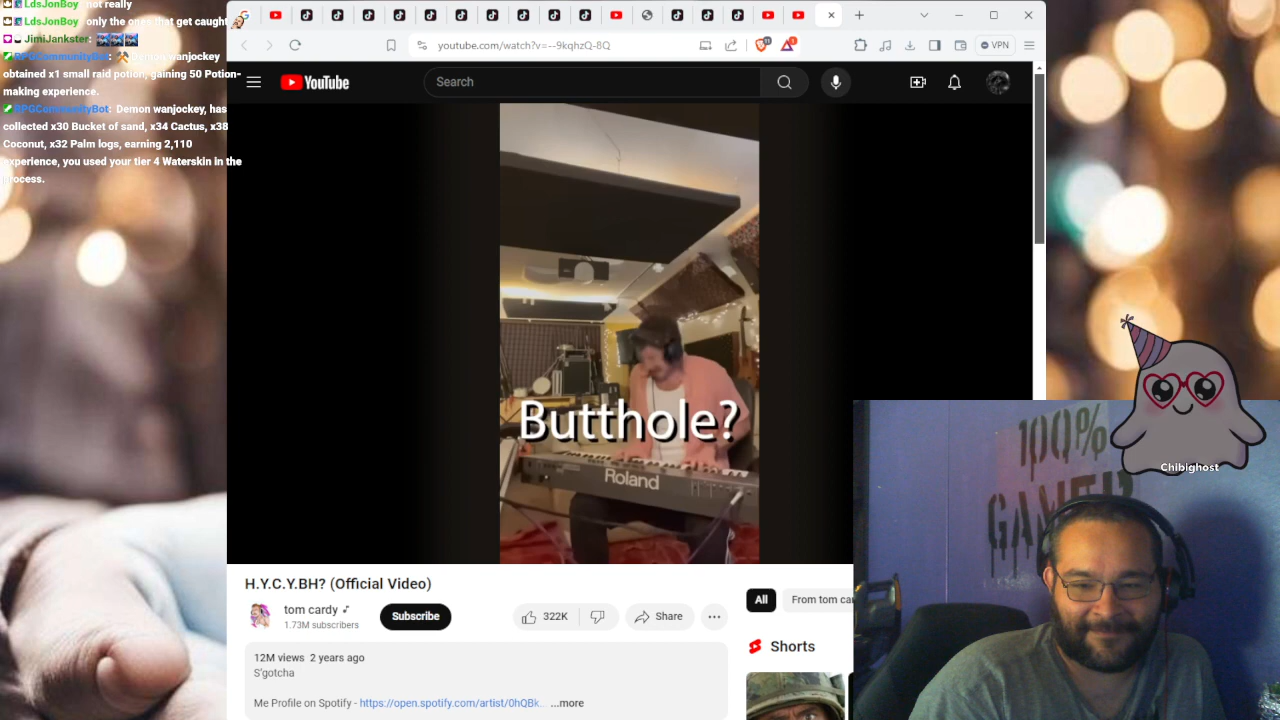 LdsJonBoy: not really
LdsJonBoy: only the ones that get caught
JimiJankster:
RPGCommunityBot: Demon wanjockey
obtained x1 small raid potion, gaining 50 Potion-
making experience.
RPGCommunityBot: Demon wanjockey, has
collected x30 Bucket of sand, x34 Cactus, x38
Coconut, x32 Palm logs, earning 2,110
experience, you used your tier 4 Waterskin in the
process.
youtube.com/watch?v=--9kqhzQ-8Q
VPN
YouTube
Search
Butthole?
Roland
H.Y.C.Y.BH? (Official Video)
tom cardy
1.73M subscribers
Subscribe
322K
Share
All
From tom ca
12M views 2 years ago
S'gotcha
Me Profile on Spotify - https://open.spotify.com/artist/0hQBk... ...more
Shorts
100%
GAMER
Chibighost